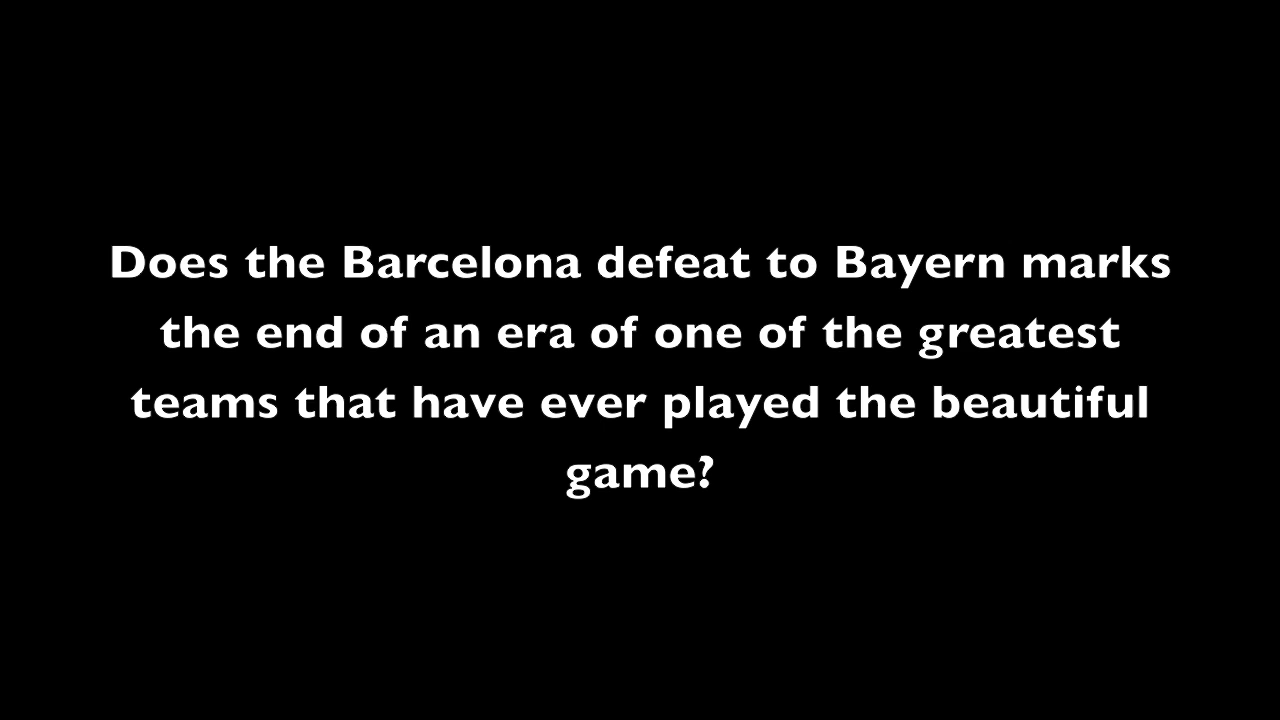 Does the Barcelona defeat to Bayern marks
the end of an era of one of the greatest
teams that have ever played the beautiful
game?